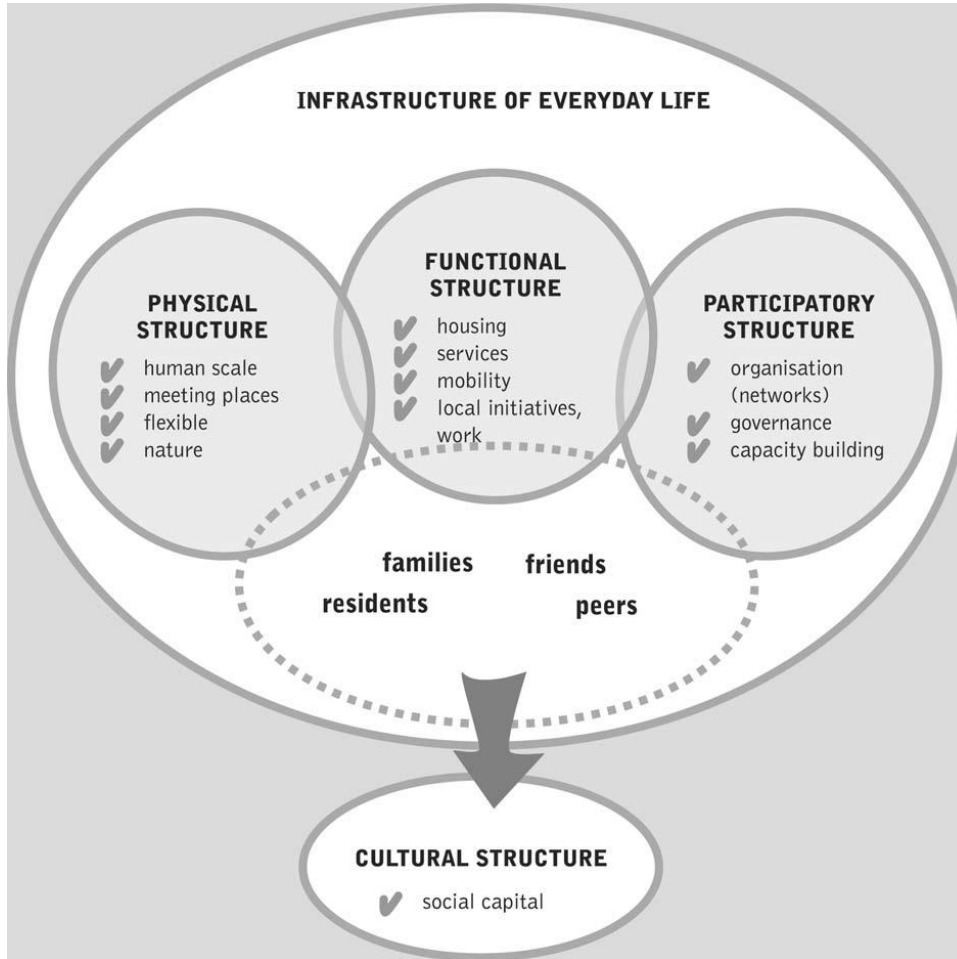 INFRASTRUCTURE OF EVERYDAY LIFE
PHYSICAL
STRUCTURE
human scale
meeting places
flexible
nature
FUNCTIONAL
STRUCTURE
housing
services
mobility
local initiatives,
work
PARTICIPATORY
STRUCTURE
organisation
(networks)
governance
capacity building
families friends
residents peers
CULTURAL STRUCTURE
social capital